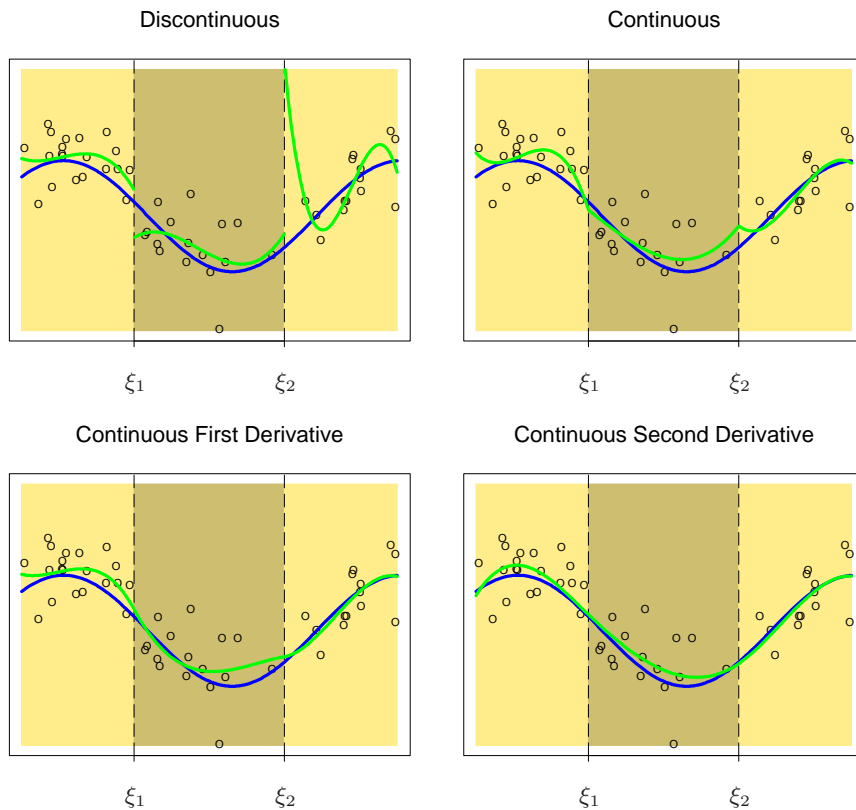 Discontinuous
Continuous
ξ₁ ξ₂
ξ₁ ξ₂
Continuous First Derivative
Continuous Second Derivative
ξ₁ ξ₂
ξ₁ ξ₂